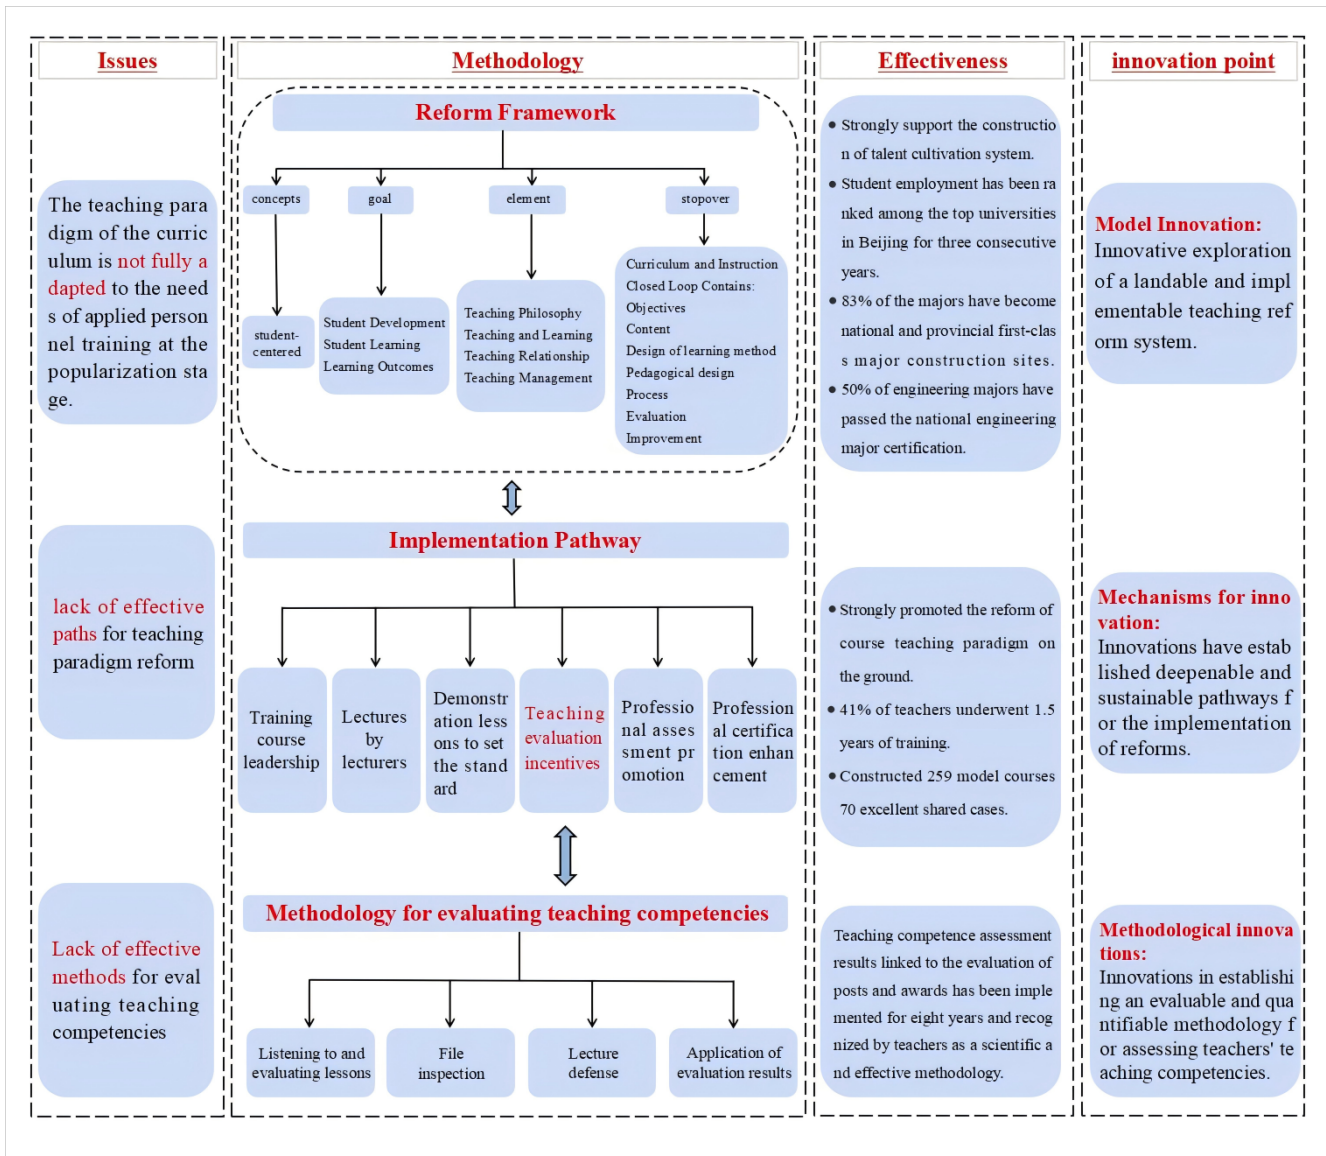 Issues
The teaching para
digm of the curric
ulum is not fully a
dapted to the need
s of applied person
nel training at the
popularization sta
ge.
lack of effective
paths for teaching
paradigm reform
Lack of effective
methods for eval
uating teaching
competencies
Methodology
Reform Framework
concepts
goal
element
stopover
student-
centered
Student Development
Student Learning
Learning Outcomes
Teaching Philosophy
Teaching and Learning
Teaching Relationship
Teaching Management
Curriculum and Instruction
Closed Loop Contains:
Objectives
Content
Design of learning method
Pedagogical design
Process
Evaluation
Improvement
Implementation Pathway
Training
course
leadership
Lectures
by
lecturers
Demonstr
ation less
ons to set
the stand
ard
Teaching
evaluation
incentives
Professio
nal asses
sment pr
omotion
Profession
al certifica
tion enhan
cement
Methodology for evaluating teaching competencies
Listening to and
evaluating lessons
File
inspection
Lecture
defense
Application of
evaluation results
Effectiveness
● Strongly support the constructio
n of talent cultivation system.
● Student employment has been ra
nked among the top universities
in Beijing for three consecutive
years.
● 83% of the majors have become
national and provincial first-clas
s major construction sites.
● 50% of engineering majors have
passed the national engineering
major certification.
● Strongly promoted the reform of
course teaching paradigm on
the ground.
● 41% of teachers underwent 1.5
years of training.
● Constructed 259 model courses
70 excellent shared cases.
Teaching competence assessment
results linked to the evaluation of
posts and awards has been imple
mented for eight years and recog
nized by teachers as a scientific a
nd effective methodology.
innovation point
Model Innovation:
Innovative exploration
of a landable and impl
ementable teaching ref
orm system.
Mechanisms for inno
vation:
Innovations have estab
lished deepenable and
sustainable pathways f
or the implementation
of reforms.
Methodological innova
tions:
Innovations in establishi
ng an evaluable and qua
ntifiable methodology f
or assessing teachers' te
aching competencies.